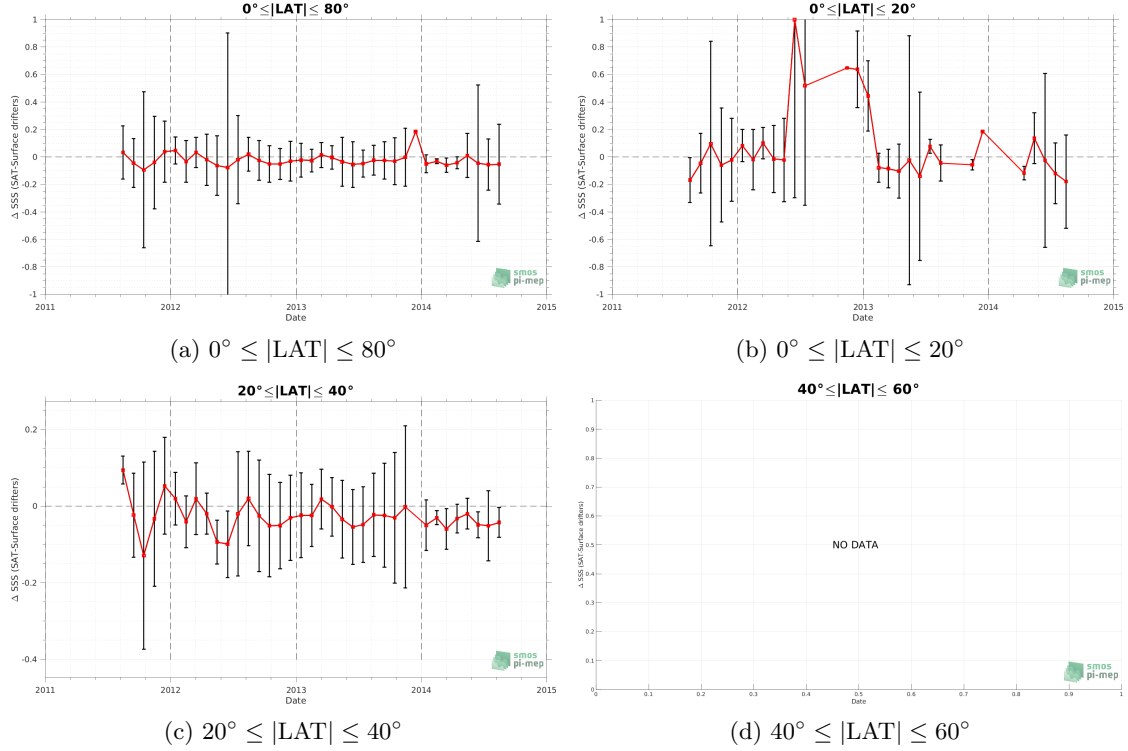 0°≤|LAT|≤ 80°
Δ SSS (SAT-Surface drifters)
1
0.8
0.6
0.4
0.2
0
-0.2
-0.4
-0.6
-0.8
-1
2011 2012 2013 2014 2015
Date
smos
pi-mep
(a) 0° ≤ |LAT| ≤ 80°
0°≤|LAT|≤ 20°
Δ SSS (SAT-Surface drifters)
1
0.8
0.6
0.4
0.2
0
-0.2
-0.4
-0.6
-0.8
-1
2011 2012 2013 2014 2015
Date
smos
pi-mep
(b) 0° ≤ |LAT| ≤ 20°
20°≤|LAT|≤ 40°
Δ SSS (SAT-Surface drifters)
0.2
0
-0.2
-0.4
2011 2012 2013 2014 2015
Date
smos
pi-mep
(c) 20° ≤ |LAT| ≤ 40°
40°≤|LAT|≤ 60°
Δ SSS (SAT-Surface drifters)
1
0.9
0.8
0.7
0.6
0.5
0.4
0.3
0.2
0.1
0
NO DATA
0 0.1 0.2 0.3 0.4 0.5 0.6 0.7 0.8 0.9 1
Date
smos
pi-mep
(d) 40° ≤ |LAT| ≤ 60°